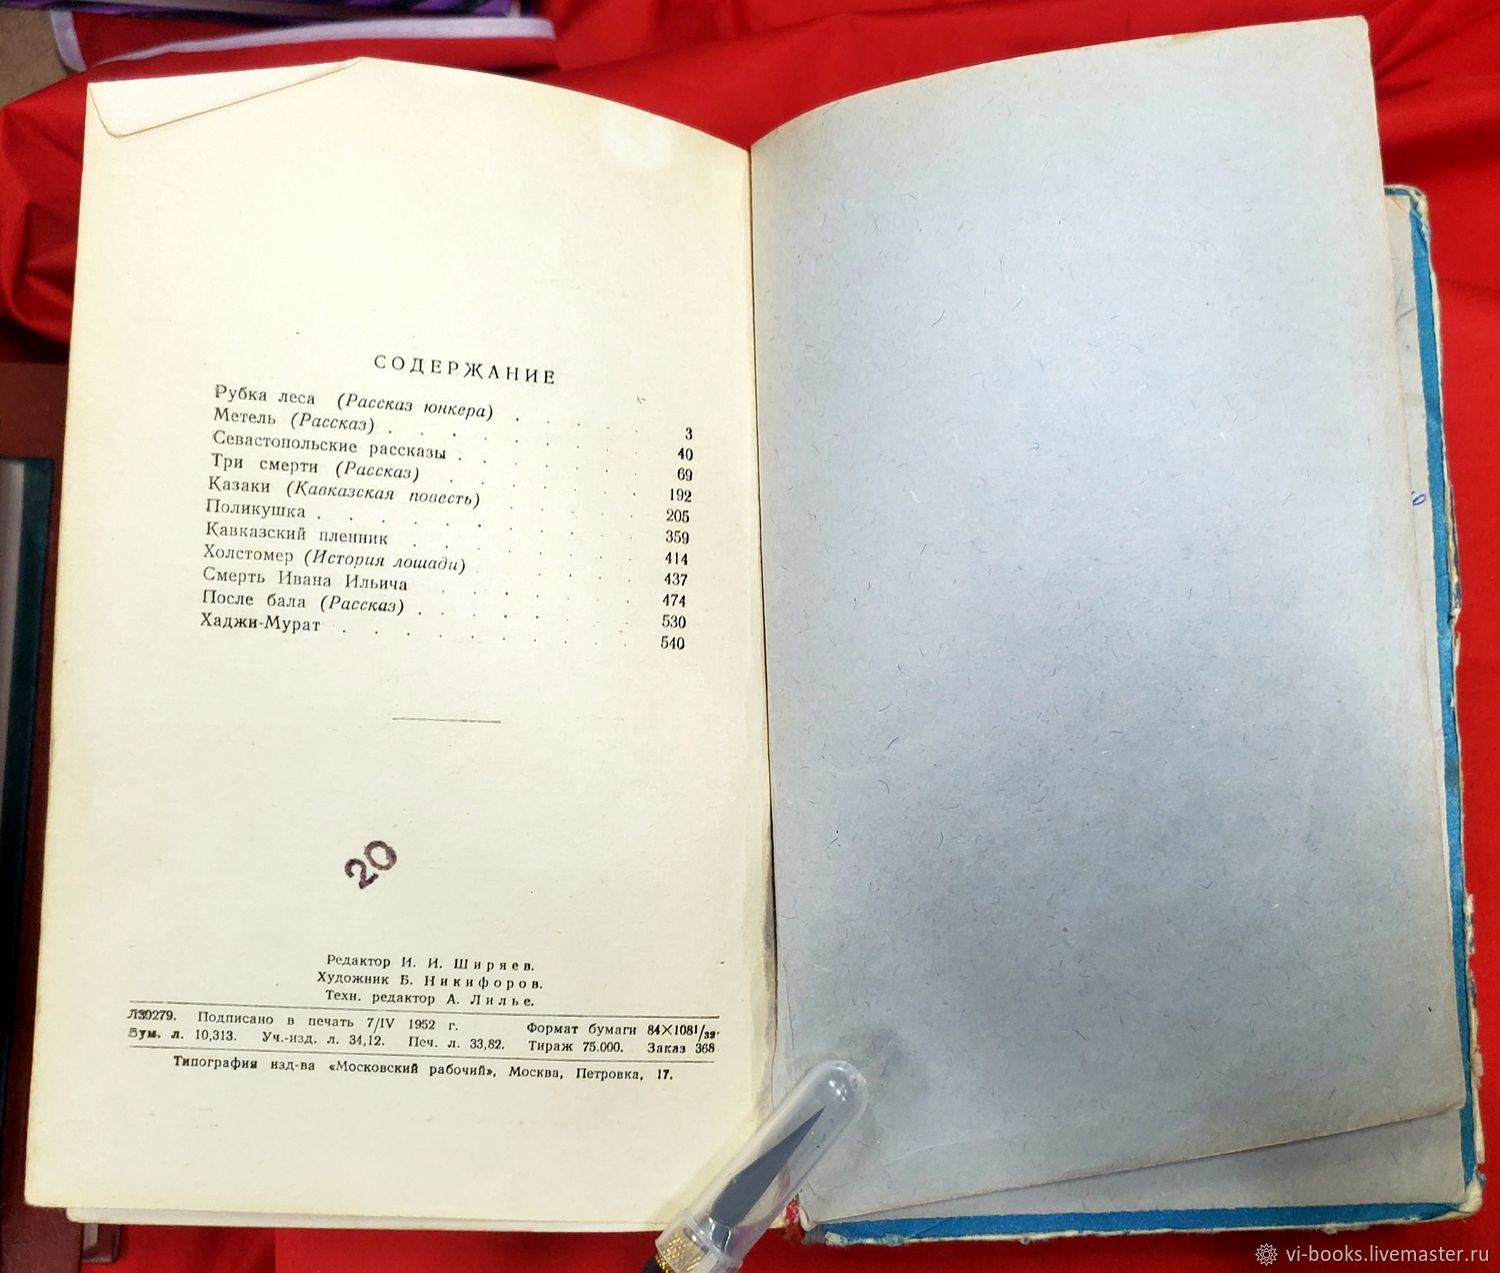 СОДЕРЖАНИЕ
Рубка леса (Рассказ юнкера) . . . . . 3
Метель (Рассказ) . . . . . . . 40
Севастопольские рассказы . . . . . . 69
Три смерти (Рассказ) . . . . . . 192
Казаки (Кавказская повесть) . . . . . 205
Поликушка . . . . . . . . . 359
Кавказский пленник . . . . . . . 414
Холстомер (История лошади) . . . . . 437
Смерть Ивана Ильича . . . . . . 474
После бала (Рассказ) . . . . . . . 530
Хаджи-Мурат . . . . . . . . . 540
20
Редактор И. И. Ширяев.
Художник Б. Никифоров.
Техн. редактор А. Лилье.
Л30279. Подписано в печать 7/IV 1952 г. Формат бумаги 84×1081/32.
Бум. л. 10,313. Уч.-изд. л. 34,12. Печ. л. 33,82. Тираж 75.000. Заказ 368
Типография изд-ва «Московский рабочий», Москва, Петровка, 17.
vi-books.livemaster.ru